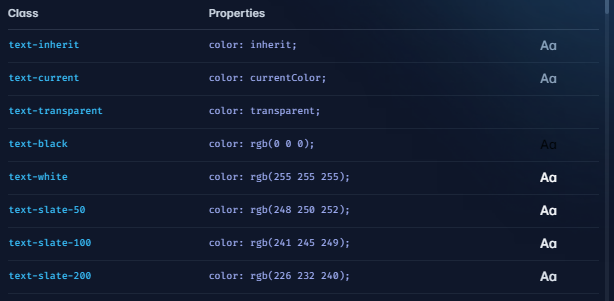 Class Properties
text-inherit color: inherit; Aa
text-current color: currentColor; Aa
text-transparent color: transparent;
text-black color: rgb(0 0 0); Aa
text-white color: rgb(255 255 255); Aa
text-slate-50 color: rgb(248 250 252); Aa
text-slate-100 color: rgb(241 245 249); Aa
text-slate-200 color: rgb(226 232 240); Aa